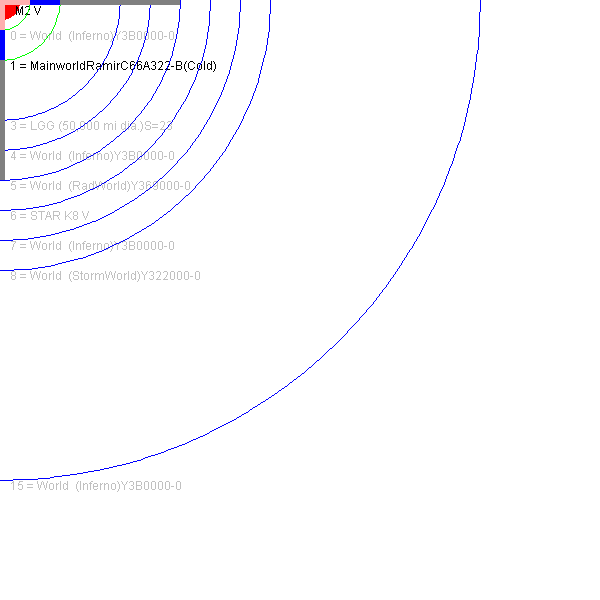 M2 V
0 = World (Inferno)Y3B0000-0
1 = MainworldRamirC66A322-B(Cold)
3 = LGG (50,000 mi dia.)S=23
4 = World (Inferno)Y3B0000-0
5 = World (RadWorld)Y369000-0
6 = STAR K8 V
7 = World (Inferno)Y3B0000-0
8 = World (StormWorld)Y322000-0
15 = World (Inferno)Y3B0000-0